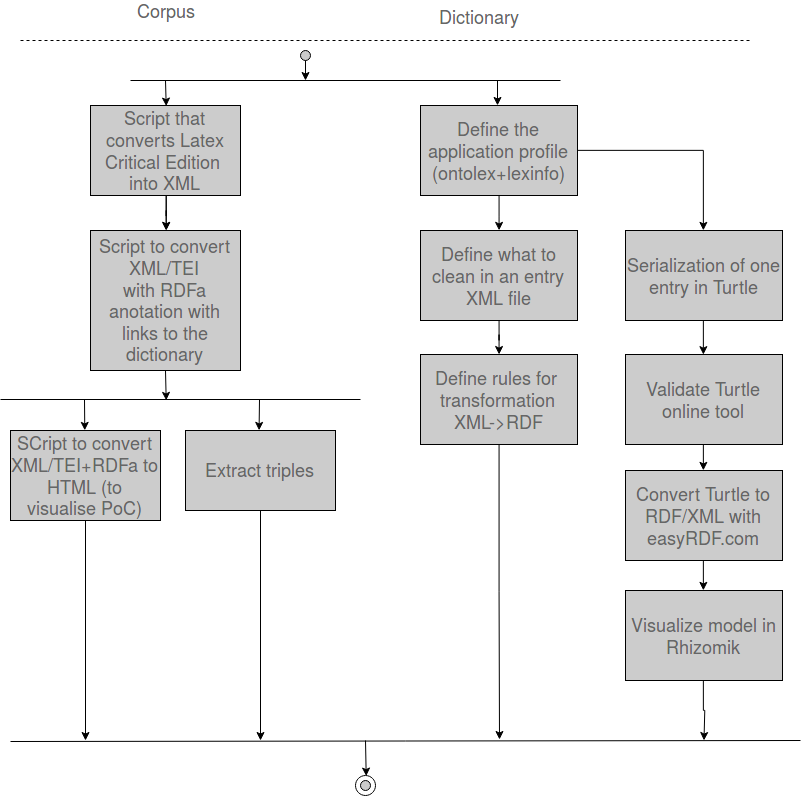 Corpus
Dictionary
Script that
converts Latex
Critical Edition
into XML
Script to convert
XML/TEI
with RDFa
anotation with
links to the
dictionary
SCript to convert
XML/TEI+RDFa to
HTML (to
visualise PoC)
Extract triples
Define the
application profile
(ontolex+lexinfo)
Define what to
clean in an entry
XML file
Define rules for
transformation
XML->RDF
Serialization of one
entry in Turtle
Validate Turtle
online tool
Convert Turtle to
RDF/XML with
easyRDF.com
Visualize model in
Rhizomik